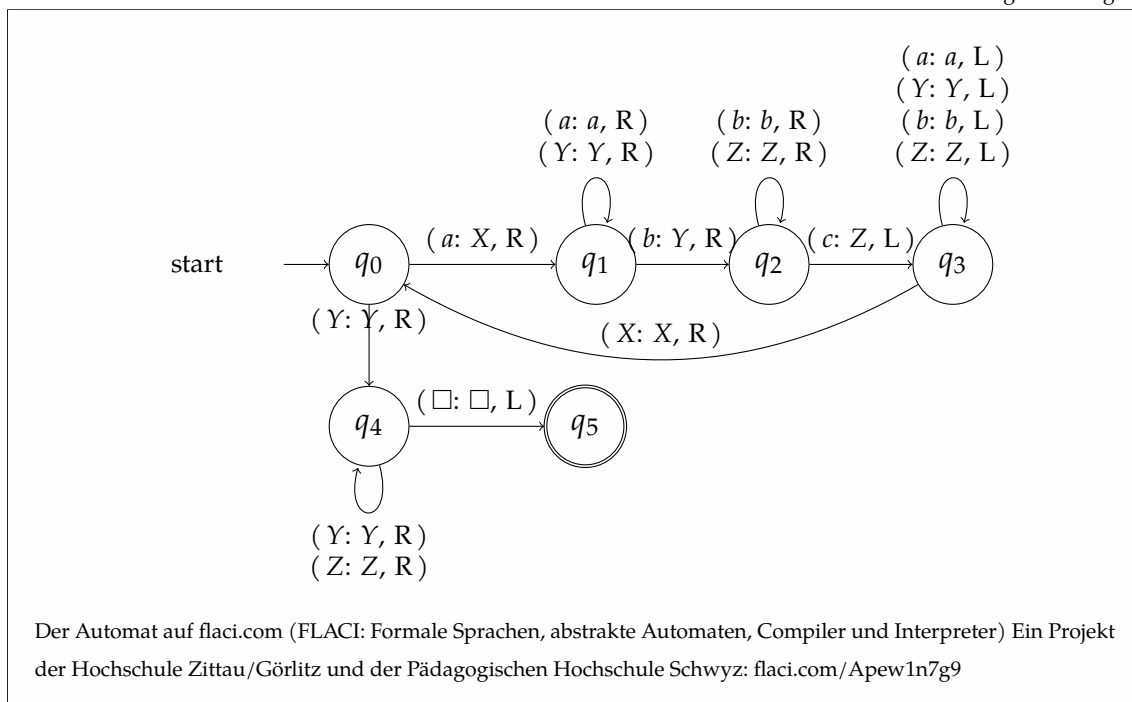 ( a: a, L )
( Y: Y, L )
( a: a, R ) ( b: b, R ) ( b: b, L )
( Y: Y, R ) ( Z: Z, R ) ( Z: Z, L )
( a: X, R ) ( b: Y, R ) ( c: Z, L )
start q0 q1 q2 q3
( Y: Y, R ) ( X: X, R )
( □: □, L )
q4 q5
( Y: Y, R )
( Z: Z, R )
Der Automat auf flaci.com (FLACI: Formale Sprachen, abstrakte Automaten, Compiler und Interpreter) Ein Projekt
der Hochschule Zittau/Görlitz und der Pädagogischen Hochschule Schwyz: flaci.com/Apew1n7g9